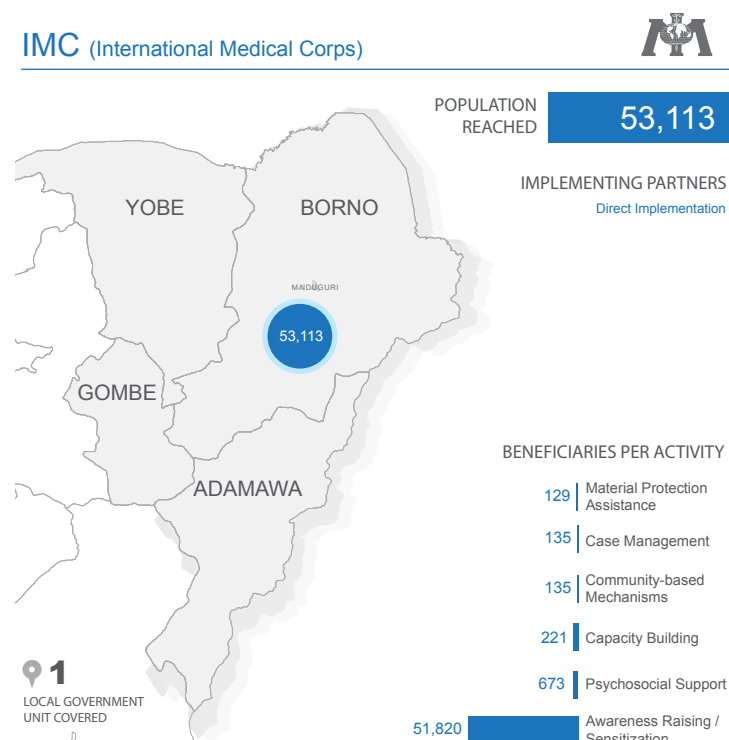 IMC (International Medical Corps)
POPULATION
REACHED
53,113
IMPLEMENTING PARTNERS
Direct Implementation
YOBE
BORNO
MAIDUGURI
53,113
GOMBE
ADAMAWA
BENEFICIARIES PER ACTIVITY
129 Material Protection
Assistance
135 Case Management
135 Community-based
Mechanisms
221 Capacity Building
673 Psychosocial Support
51,820 Awareness Raising /
Sensitization
1
LOCAL GOVERNMENT
UNIT COVERED